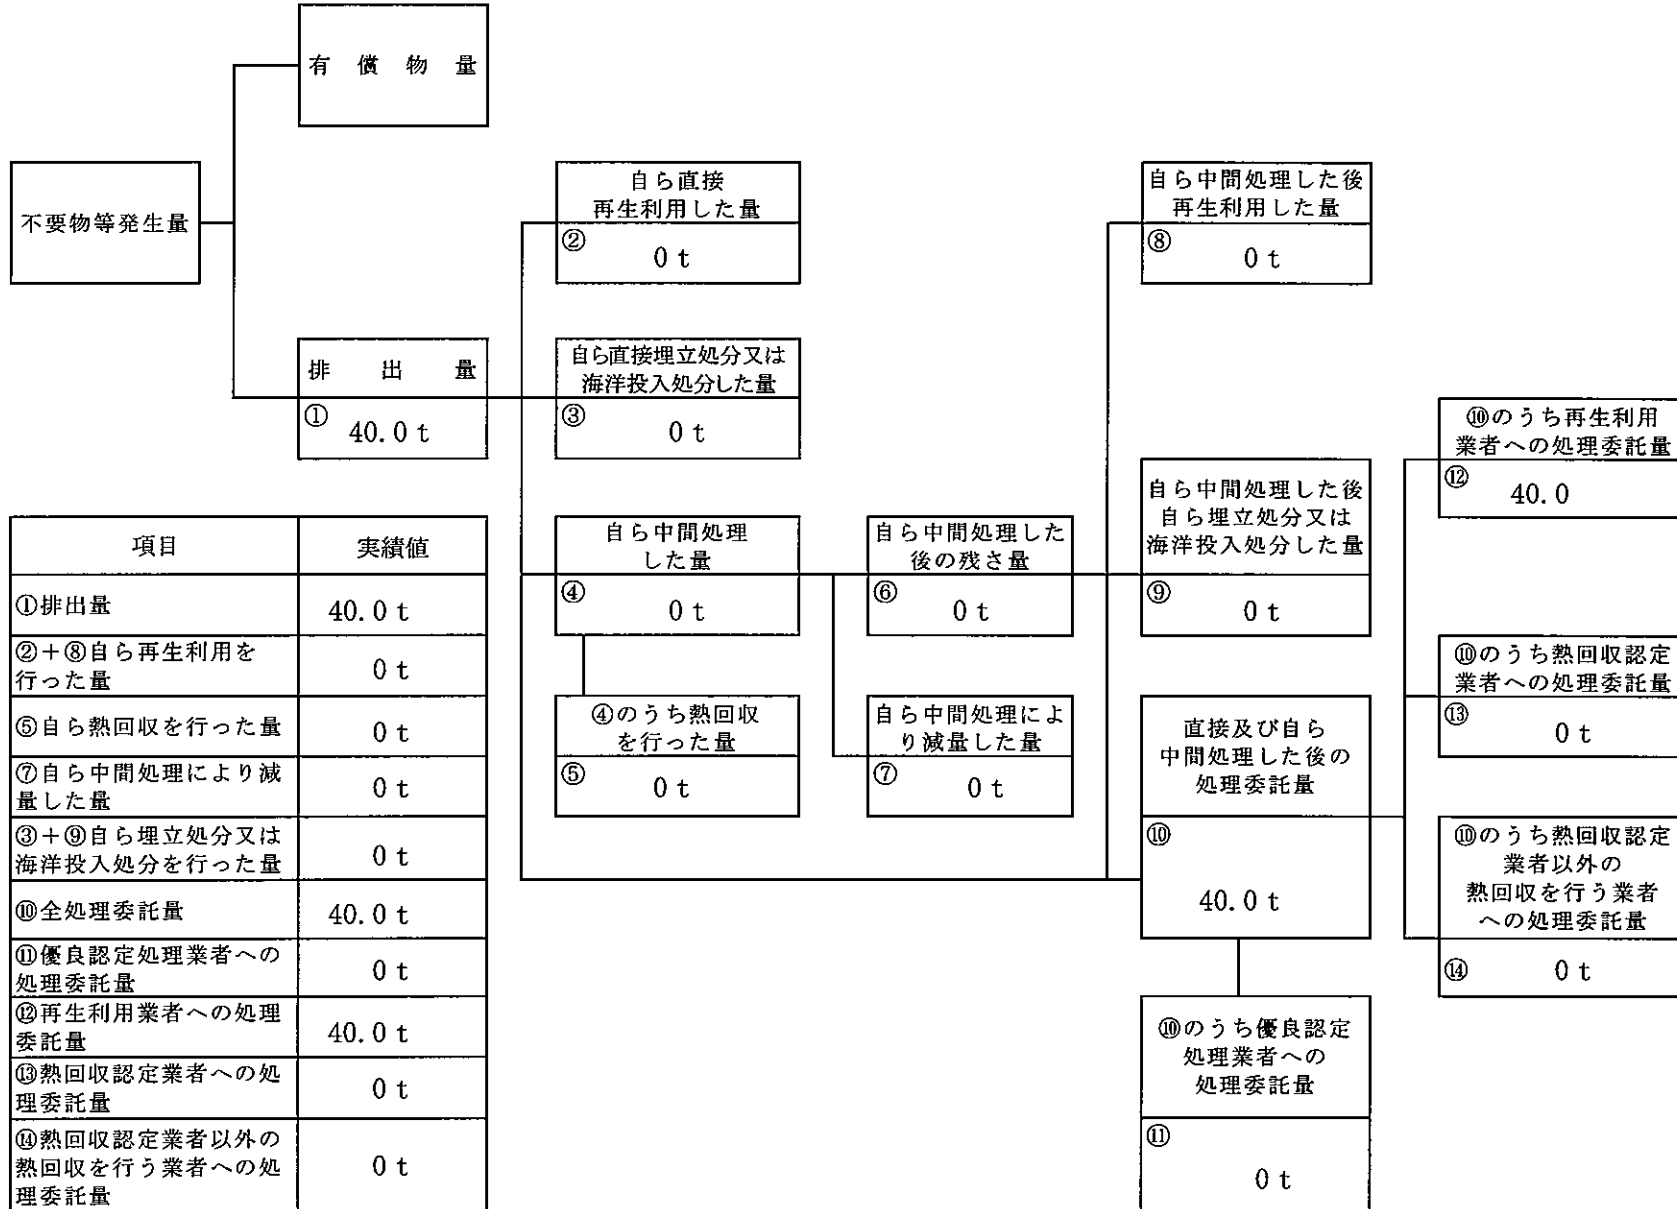 有償物量
不要物等発生量
自ら直接
再生利用した量
② 0 t
自ら中間処理した後
再生利用した量
⑧ 0 t
排出量
① 40.0 t
自ら直接埋立処分又は
海洋投入処分した量
③ 0 t
⑩のうち再生利用
業者への処理委託量
⑫ 40.0
自ら中間処理した後
自ら埋立処分又は
海洋投入処分した量
⑨ 0 t
自ら中間処理
した量
④ 0 t
自ら中間処理した
後の残さ量
⑥ 0 t
⑩のうち熱回収認定
業者への処理委託量
⑬ 0 t
④のうち熱回収
を行った量
⑤ 0 t
自ら中間処理によ
り減量した量
⑦ 0 t
直接及び自ら
中間処理した後の
処理委託量
⑩
40.0 t
⑩のうち熱回収認定
業者以外の
熱回収を行う業者
への処理委託量
⑭ 0 t
⑩のうち優良認定
処理業者への
処理委託量
⑪
0 t
項目 実績値
①排出量 40.0 t
②+⑧自ら再生利用を
行った量 0 t
⑤自ら熱回収を行った量 0 t
⑦自ら中間処理により減
量した量 0 t
③+⑨自ら埋立処分又は
海洋投入処分を行った量 0 t
⑩全処理委託量 40.0 t
⑪優良認定処理業者への
処理委託量 0 t
⑫再生利用業者への処理
委託量 40.0 t
⑬熱回収認定業者への処
理委託量 0 t
⑭熱回収認定業者以外の
熱回収を行う業者への処
理委託量 0 t